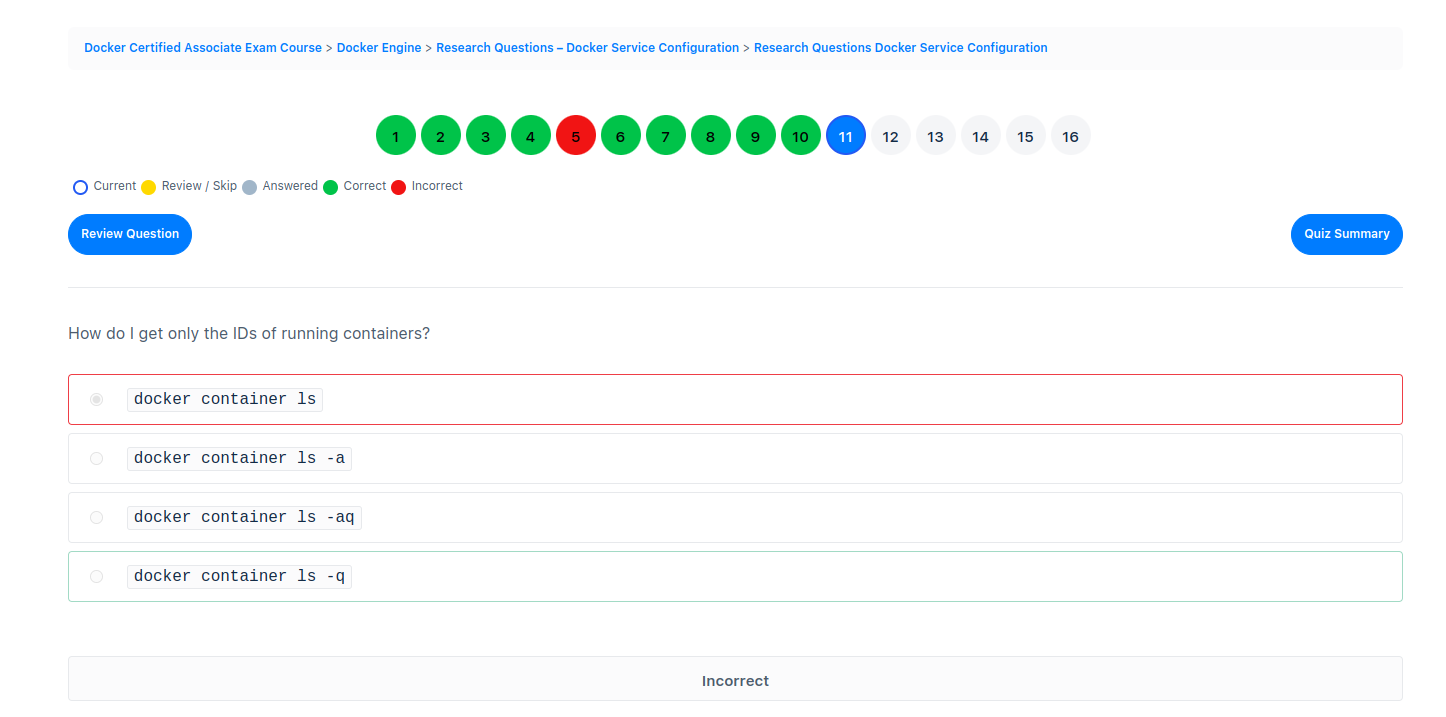 Docker Certified Associate Exam Course > Docker Engine > Research Questions – Docker Service Configuration > Research Questions Docker Service Configuration
1 2 3 4 5 6 7 8 9 10 11 12 13 14 15 16
Current Review / Skip Answered Correct Incorrect
Review Question Quiz Summary
How do I get only the IDs of running containers?
docker container ls
docker container ls -a
docker container ls -aq
docker container ls -q
Incorrect